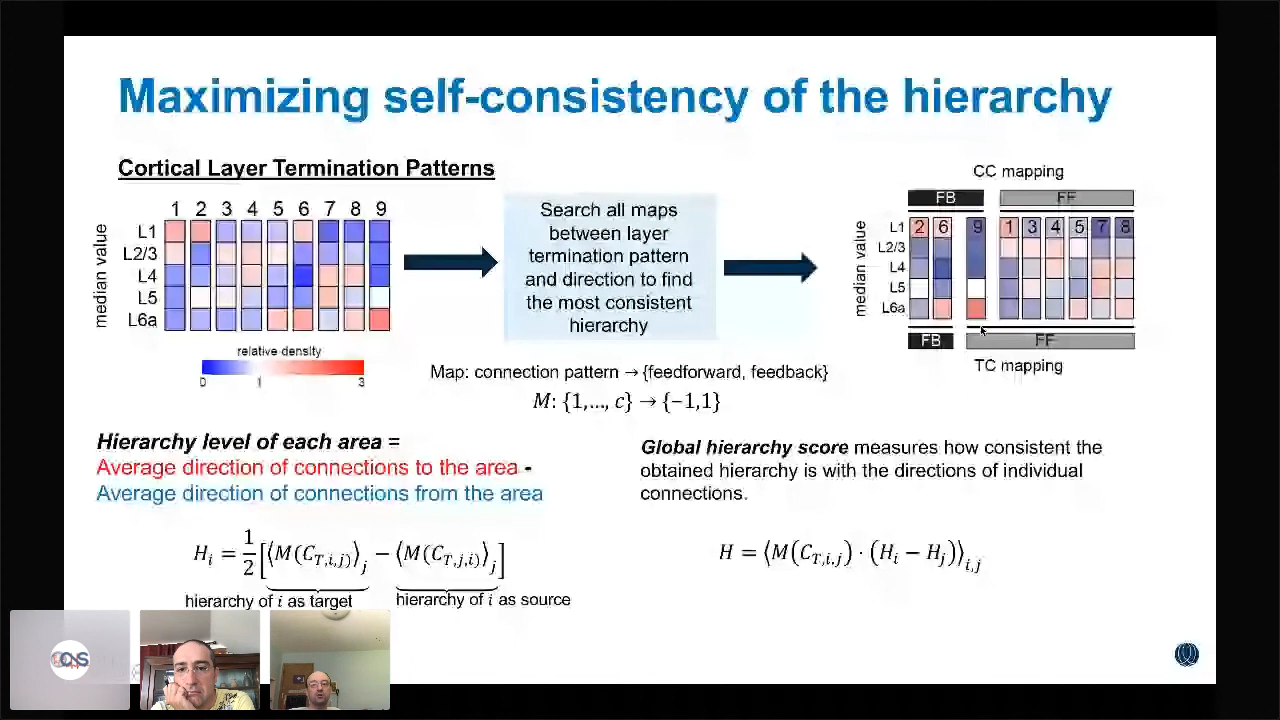 Maximizing self-consistency of the hierarchy
Cortical Layer Termination Patterns
1 2 3 4 5 6 7 8 9
median value
L1
L2/3
L4
L5
L6a
relative density
0 1 3
Search all maps
between layer
termination pattern
and direction to find
the most consistent
hierarchy
CC mapping
FB FF
median value
L1
L2/3
L4
L5
L6a
2 6 9 1 3 4 5 7 8
FB FF
TC mapping
Map: connection pattern → {feedforward, feedback}
M: {1,..., c} → {−1,1}
Hierarchy level of each area =
Average direction of connections to the area -
Average direction of connections from the area
H_i = 1/2 [⟨M(C_{T,i,j})⟩_j − ⟨M(C_{T,j,i})⟩_j]
hierarchy of i as target hierarchy of i as source
Global hierarchy score measures how consistent the
obtained hierarchy is with the directions of individual
connections.
H = ⟨M(C_{T,i,j}) · (H_i − H_j)⟩_{i,j}